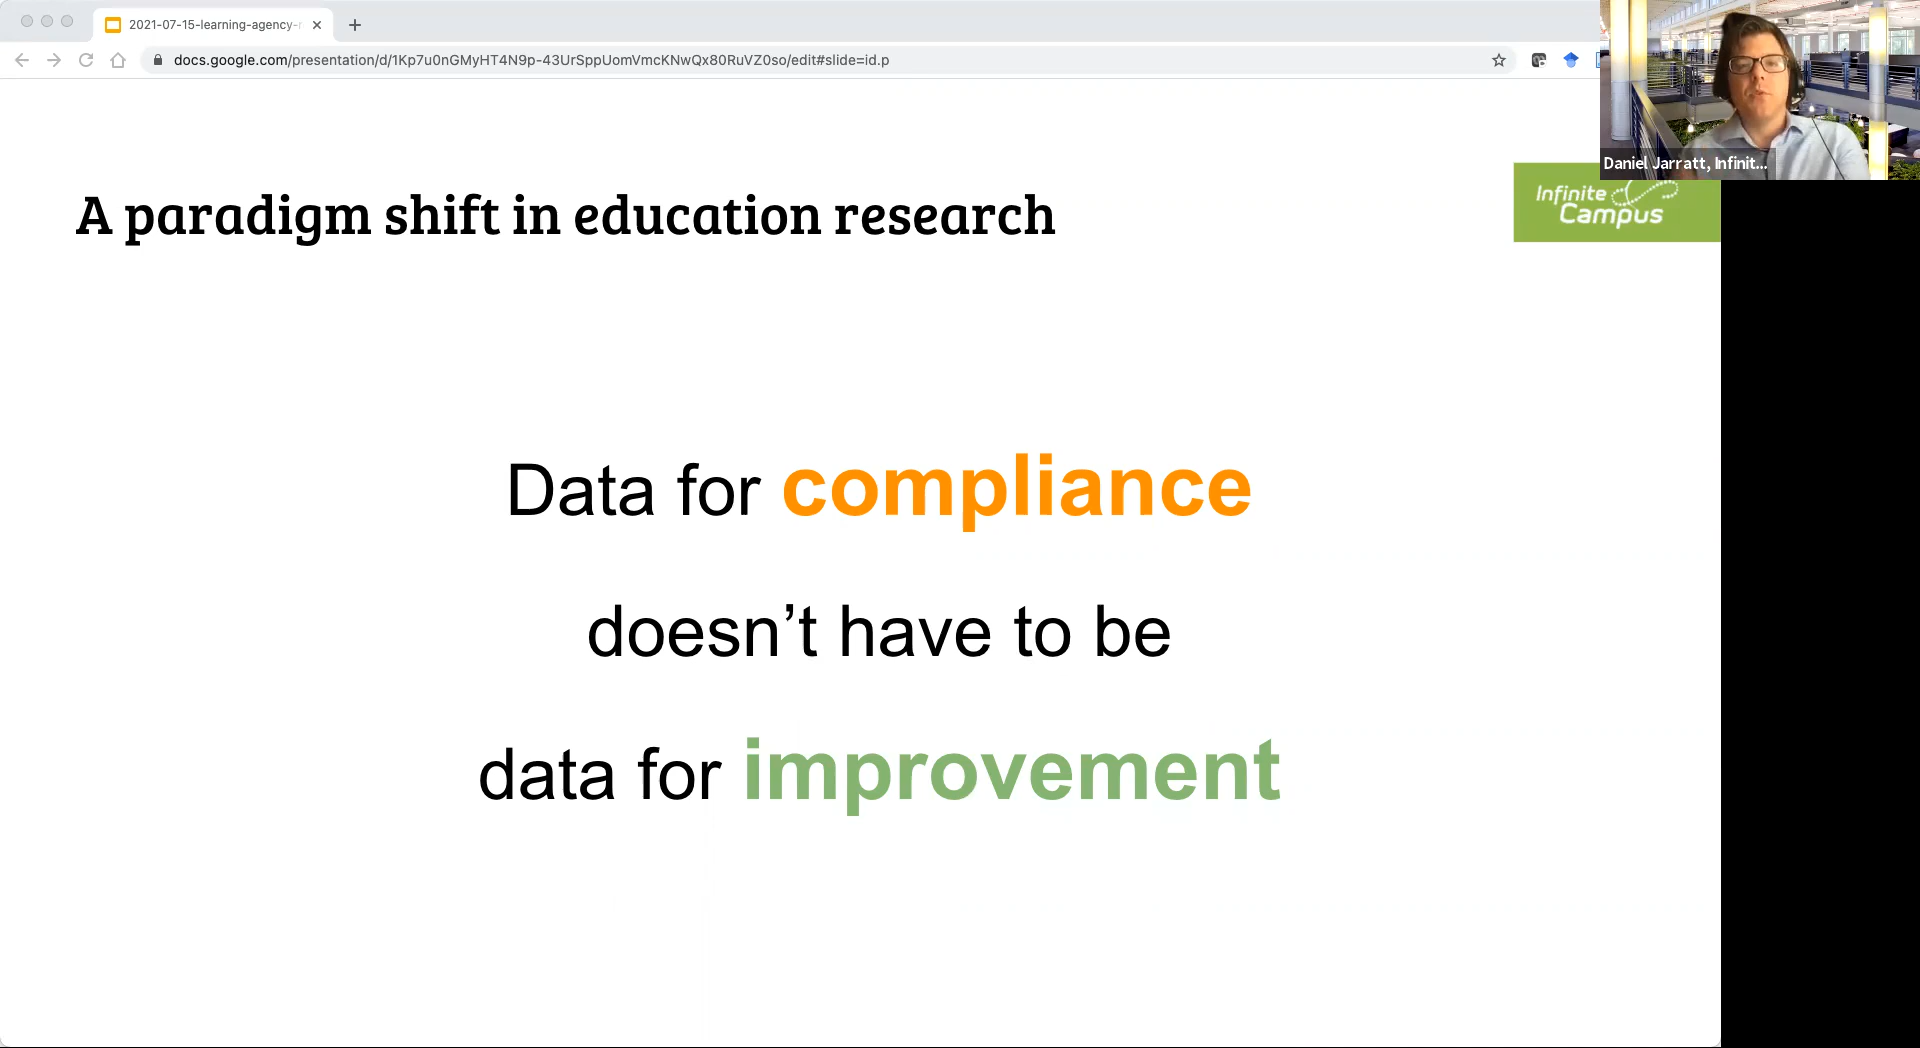 2021-07-15-learning-agency-
docs.google.com/presentation/d/1Kp7u0nGMyHT4N9p-43UrSppUomVmcKNwQx80RuVZ0so/edit#slide=id.p
Daniel Jarratt, Infinit...
Infinite
Campus
A paradigm shift in education research
Data for compliance
doesn’t have to be
data for improvement